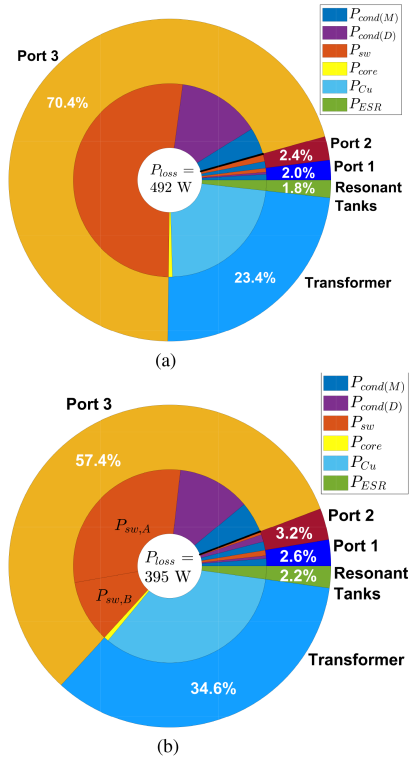 P_cond(M)
P_cond(D)
P_sw
P_core
P_Cu
P_ESR
Port 3
70.4%
Port 2
2.4%
Port 1
2.0%
Resonant
Tanks
1.8%
P_loss =
492 W
Transformer
23.4%
(a)
P_cond(M)
P_cond(D)
P_sw
P_core
P_Cu
P_ESR
Port 3
57.4%
Port 2
3.2%
Port 1
2.6%
Resonant
Tanks
2.2%
P_sw,A
P_loss =
395 W
P_sw,B
Transformer
34.6%
(b)